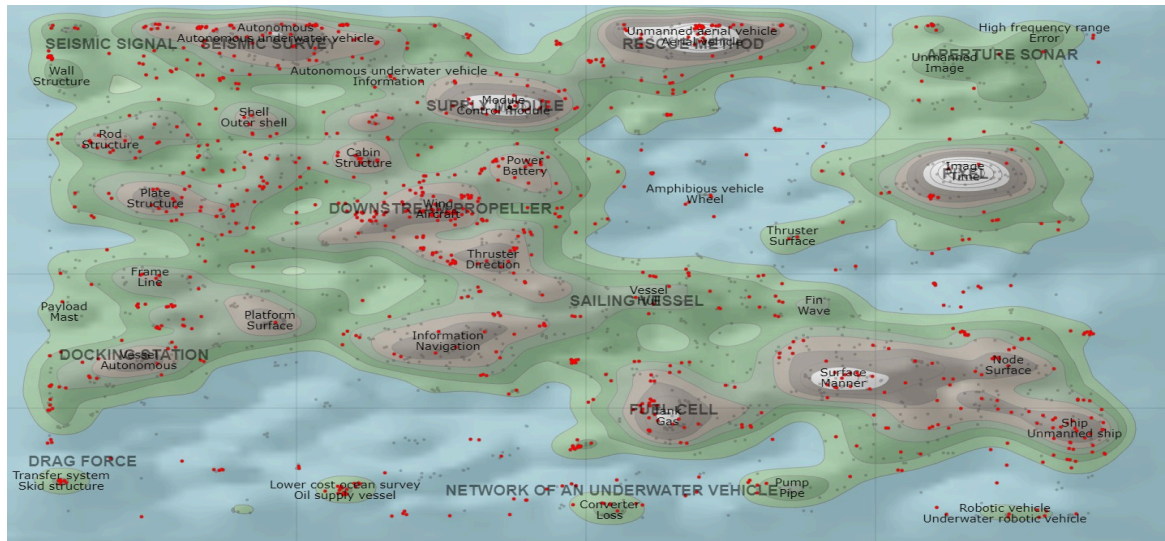 Autonomous
Autonomous underwater vehicle
SEISMIC SIGNAL
SEISMIC SURVEY
Unmanned aerial vehicle
Aerial vehicle
High frequency range
Error
APERTURE SONAR
Unmanned
Image
Wall
Structure
Autonomous underwater vehicle
Information
SUPPLY MODULE
Module
Control module
Shell
Outer shell
Rod
Structure
Cabin
Structure
Power
Battery
Image
Time
Plate
Structure
Amphibious vehicle
Wheel
DOWNSTREAM PROPELLER
Wing
Aircraft
Thruster
Surface
Thruster
Direction
Frame
Line
Payload
Mast
Vessel
Hull
SAILING VESSEL
Fin
Wave
Platform
Surface
Information
Navigation
DOCKING STATION
Vessel
Autonomous
Node
Surface
Surface
Manner
FUEL CELL
Tank
Gas
Ship
Unmanned ship
DRAG FORCE
Transfer system
Skid structure
Lower cost ocean survey
Oil supply vessel
NETWORK OF AN UNDERWATER VEHICLE
Pump
Pipe
Converter
Loss
Robotic vehicle
Underwater robotic vehicle